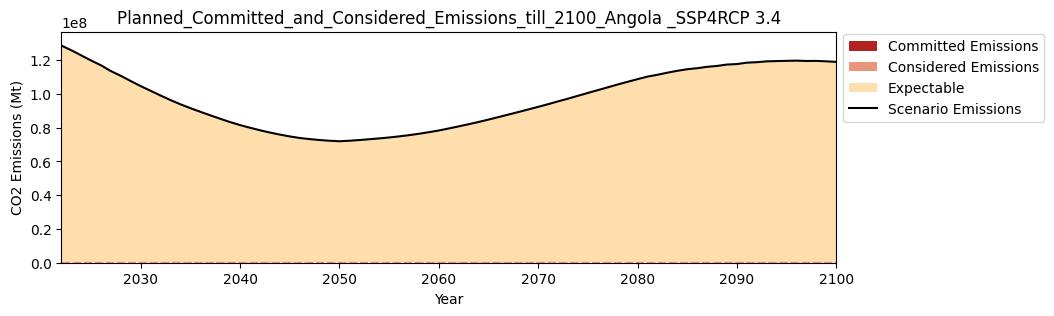 Planned_Committed_and_Considered_Emissions_till_2100_Angola _SSP4RCP 3.4
1e8
1.2
1.0
0.8
0.6
0.4
0.2
0.0
CO2 Emissions (Mt)
2030 2040 2050 2060 2070 2080 2090 2100
Year
Committed Emissions
Considered Emissions
Expectable
Scenario Emissions